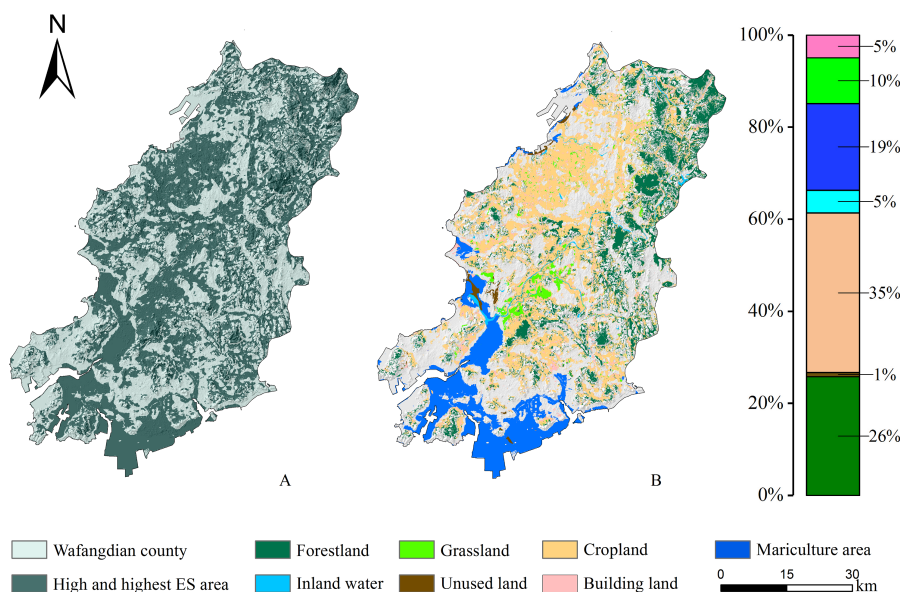 N
100%
80%
60%
40%
20%
0%
5%
10%
19%
5%
35%
1%
26%
A
B
Wafangdian county
Forestland
Grassland
Cropland
Mariculture area
High and highest ES area
Inland water
Unused land
Building land
0 15 30
km